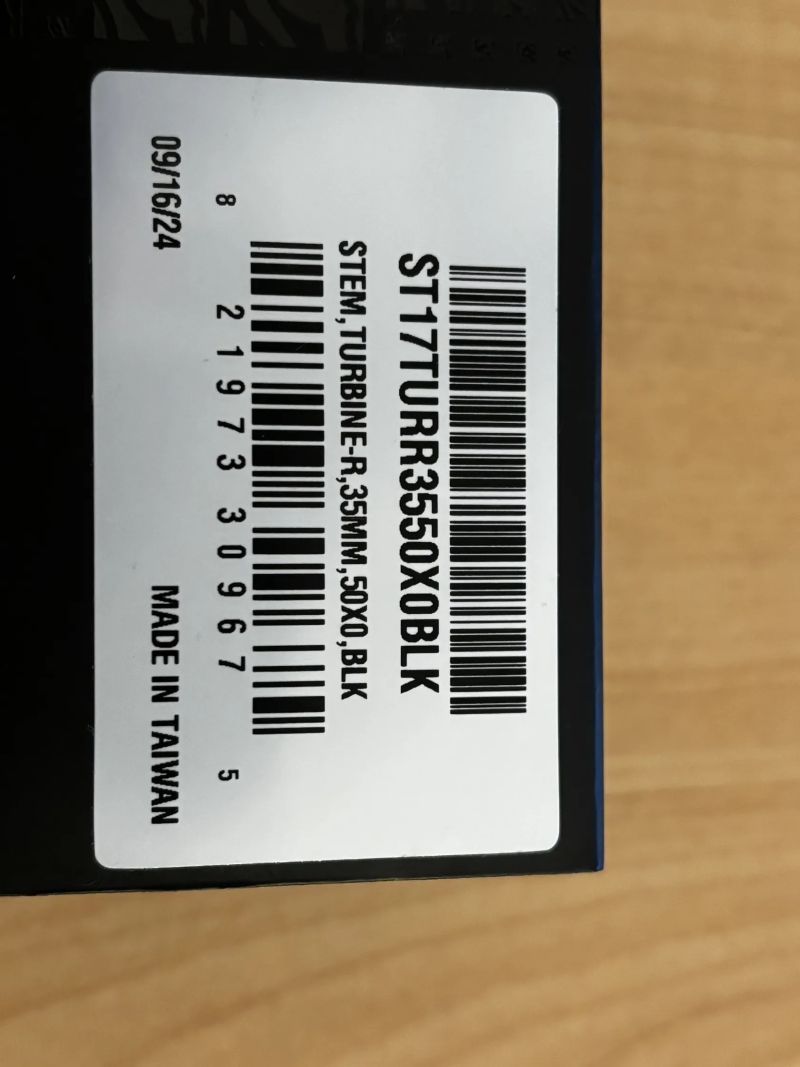 ST17TURR3550X0BLK
STEM,TURBINE-R,35MM,50X0,BLK
8 21973 30967 5
09/16/24 MADE IN TAIWAN